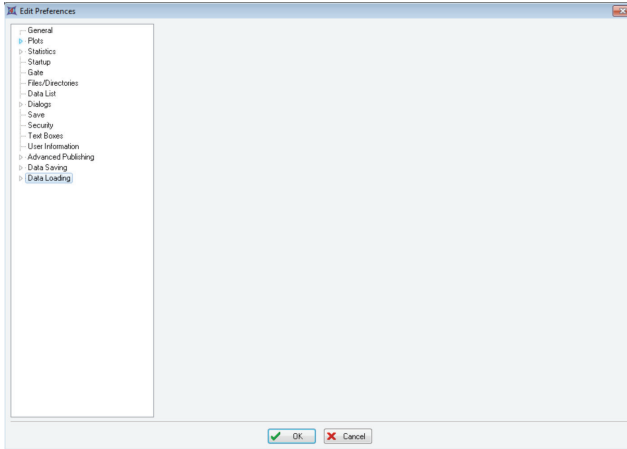 Edit Preferences
General
Plots
Statistics
Startup
Gate
Files/Directories
Data List
Dialogs
Save
Security
Text Boxes
User Information
Advanced Publishing
Data Saving
Data Loading
OK
Cancel